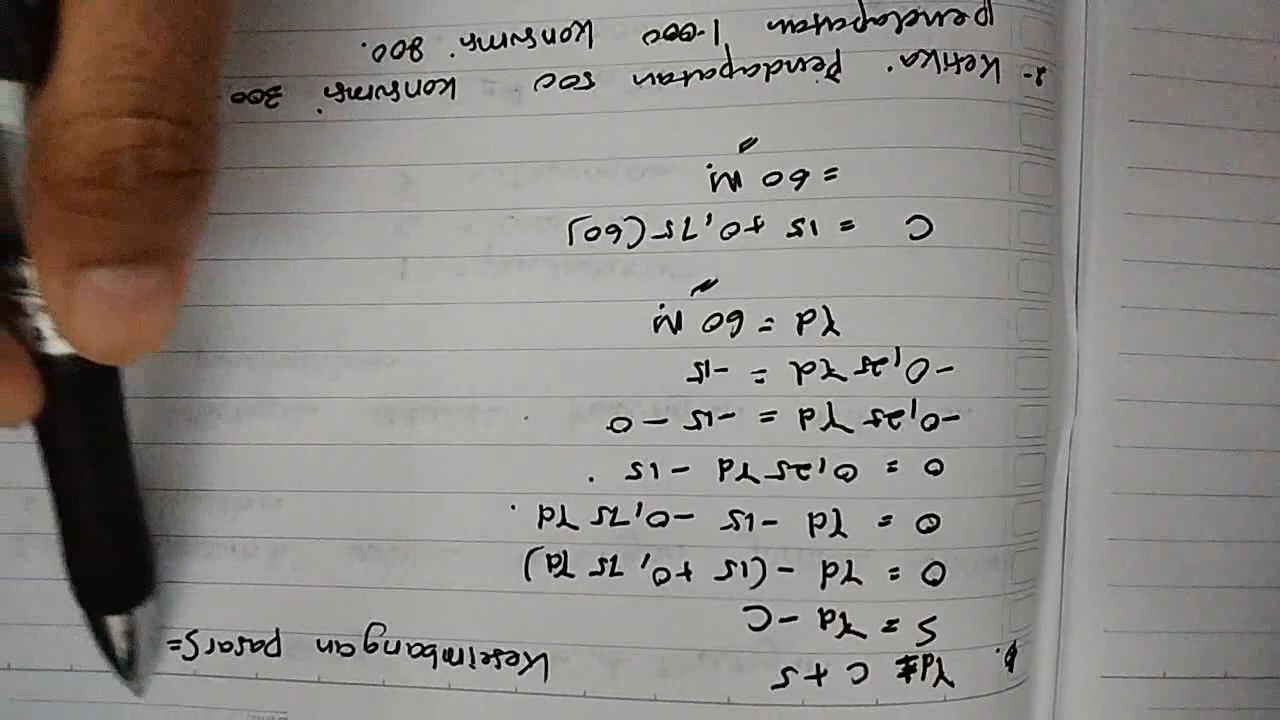 b. Yd = C + S Keseimbangan pasar S=
S = Yd - C
0 = Yd - (15 + 0,75 Yd)
0 = Yd - 15 - 0,75 Yd.
0 = 0,25 Yd - 15.
-0,25 Yd = -15 - 0
-0,25 Yd = -15
Yd = 60 M
C = 15 + 0,75 (60)
= 60 M
2- Ketika Pendapatan 500 konsumsi
pendapatan 1.000 konsumsi 800.